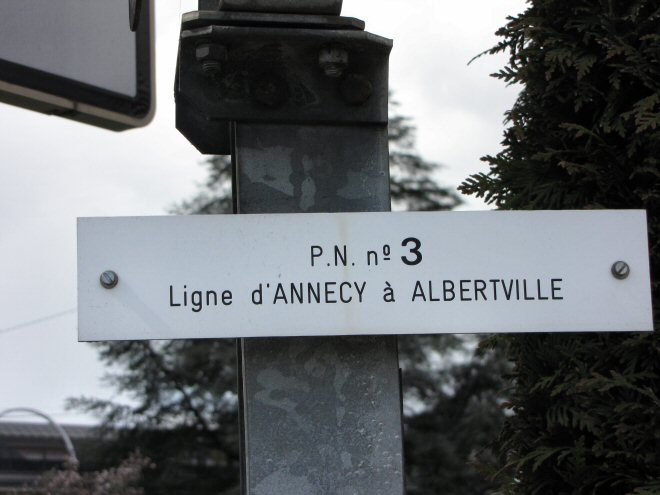 P.N. nº 3
Ligne d'ANNECY à ALBERTVILLE